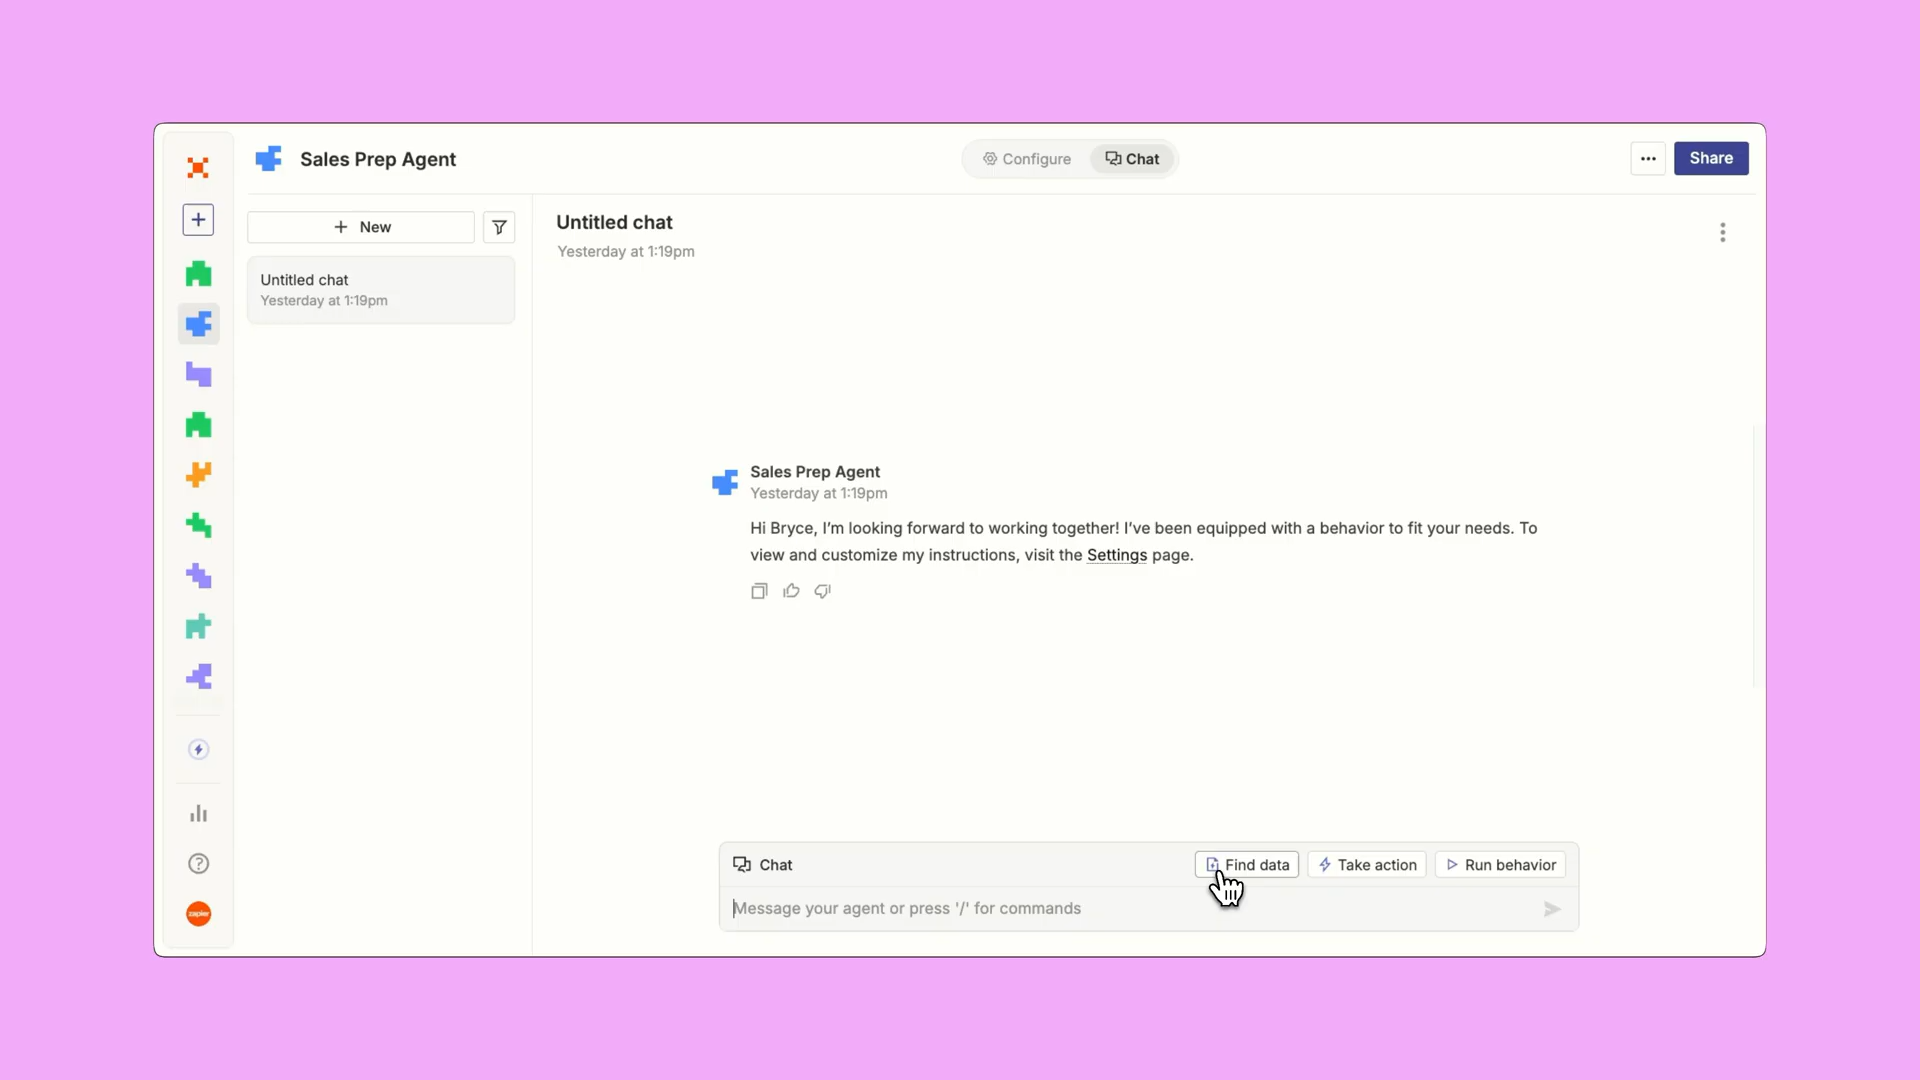 Sales Prep Agent
Configure
Chat
Share
New
Untitled chat
Yesterday at 1:19pm
Untitled chat
Yesterday at 1:19pm
Sales Prep Agent
Yesterday at 1:19pm
Hi Bryce, I'm looking forward to working together! I've been equipped with a behavior to fit your needs. To
view and customize my instructions, visit the Settings page.
Chat
Find data
Take action
Run behavior
Message your agent or press '/' for commands
zapier